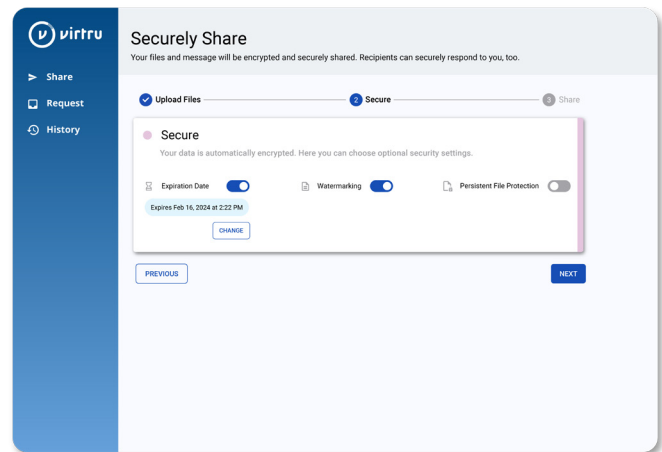 virtru
Share
Request
History
Securely Share
Your files and message will be encrypted and securely shared. Recipients can securely respond to you, too.
Upload Files
2 Secure
3 Share
Secure
Your data is automatically encrypted. Here you can choose optional security settings.
Expiration Date
Watermarking
Persistent File Protection
Expires Feb 16, 2024 at 2:22 PM
CHANGE
PREVIOUS
NEXT